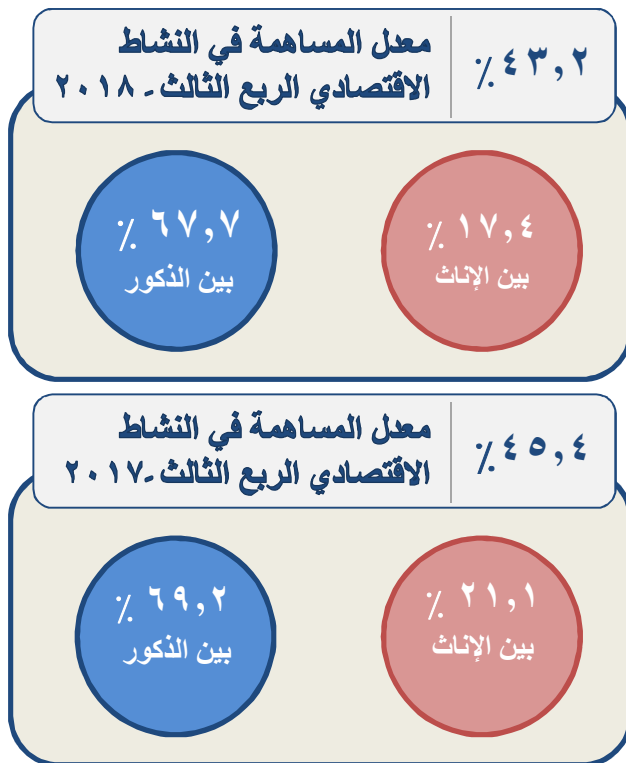 ٤٣,٢٪
معدل المساهمة في النشاط
الاقتصادي الربع الثالث- ٢٠١٨
١٧,٤ ٪
بين الإناث
٦٧,٧ ٪
بين الذكور
٤٥,٤٪
معدل المساهمة في النشاط
الاقتصادي الربع الثالث-٢٠١٧
٢١,١ ٪
بين الإناث
٦٩,٢ ٪
بين الذكور